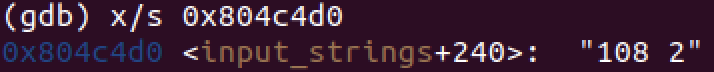 (gdb) x/s 0x804c4d0
0x804c4d0 <input_strings+240>:  "108 2"